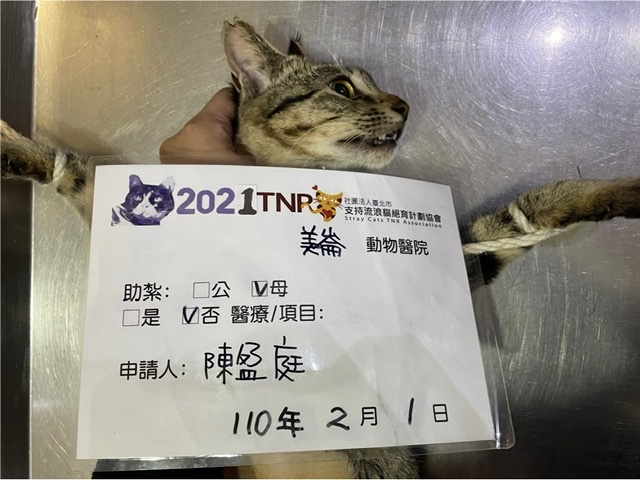 2021TNR
社團法人臺北市
支持流浪貓絕育計劃協會
Stray Cats TNR Association
美崙 動物醫院
助紮: □公 ☑母
□是 ☑否 醫療/項目:
申請人: 陳盈庭
110年 2月 1日